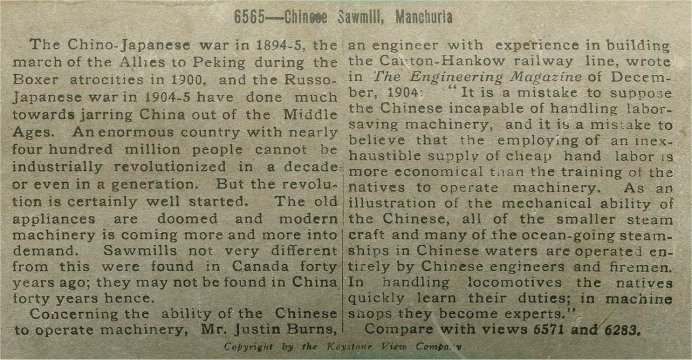 6565—Chinese Sawmill, Manchuria
The Chino-Japanese war in 1894-5, the
march of the Allies to Peking during the
Boxer atrocities in 1900, and the Russo-
Japanese war in 1904-5 have done much
towards jarring China out of the Middle
Ages. An enormous country with nearly
four hundred million people cannot be
industrially revolutionized in a decade
or even in a generation. But the revolu-
tion is certainly well started. The old
appliances are doomed and modern
machinery is coming more and more into
demand. Sawmills not very different
from this were found in Canada forty
years ago; they may not be found in China
forty years hence.
Concerning the ability of the Chinese
to operate machinery, Mr. Justin Burns,
an engineer with experience in building
the Canton-Hankow railway line, wrote
in The Engineering Magazine of Decem-
ber, 1904: "It is a mistake to suppose
the Chinese incapable of handling labor-
saving machinery, and it is a mistake to
believe that the employing of an inex-
haustible supply of cheap hand labor is
more economical than the training of the
natives to operate machinery. As an
illustration of the mechanical ability of
the Chinese, all of the smaller steam
craft and many of the ocean-going steam-
ships in Chinese waters are operated en-
tirely by Chinese engineers and firemen.
In handling locomotives the natives
quickly learn their duties; in machine
shops they become experts."
Compare with views 6571 and 6283.
Copyright by the Keystone View Company